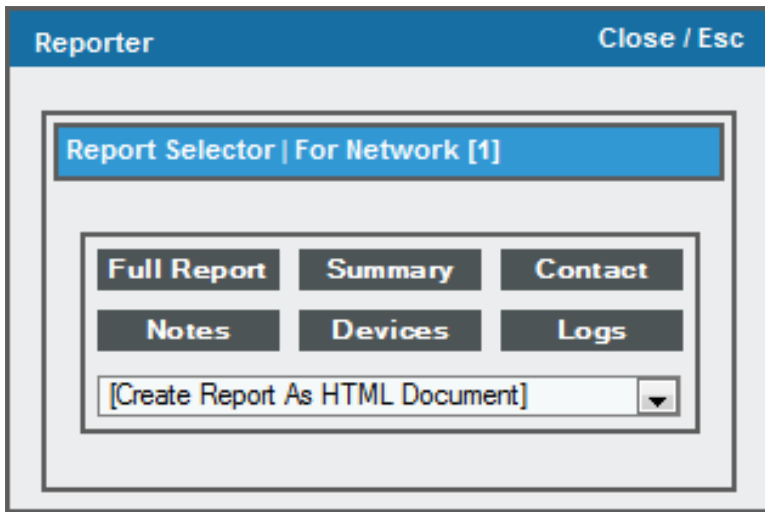 Reporter Close / Esc
Report Selector | For Network [1]
Full Report Summary Contact
Notes Devices Logs
[Create Report As HTML Document]